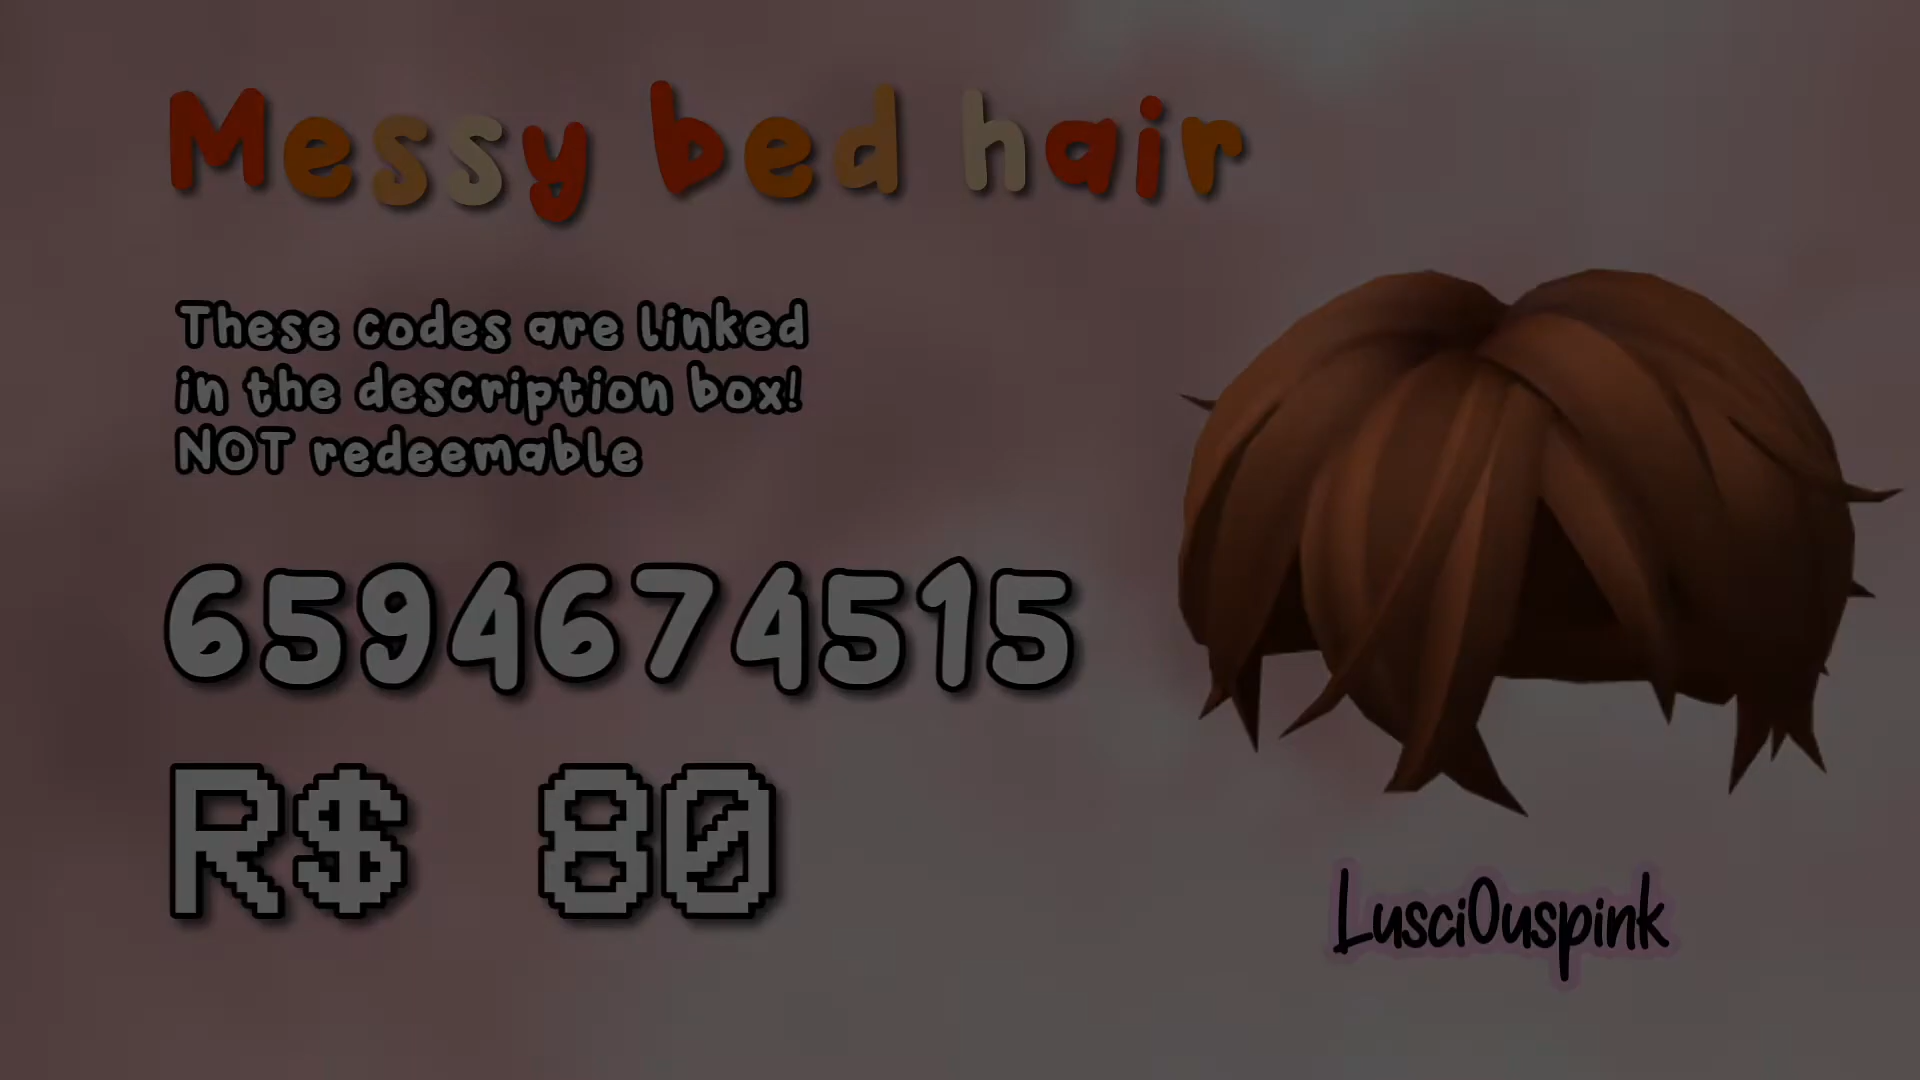 Messy bed hair
These codes are linked
in the description box!
NOT redeemable
6594674515
R$ 80
Lusci0uspink